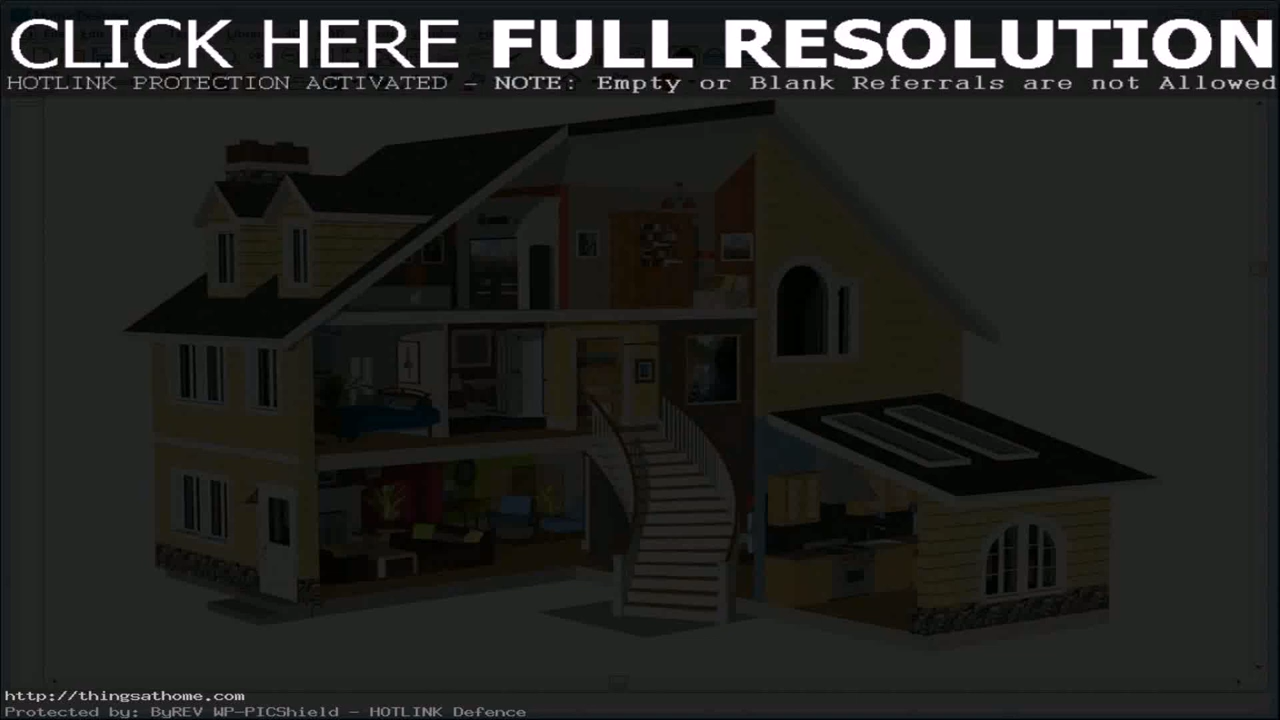 CLICK HERE FULL RESOLUTION
HOTLINK PROTECTION ACTIVATED - NOTE: Empty or Blank Referrals are not Allowed
http://thingsathome.com
Protected by: ByREV WP-PICShield - HOTLINK Defence